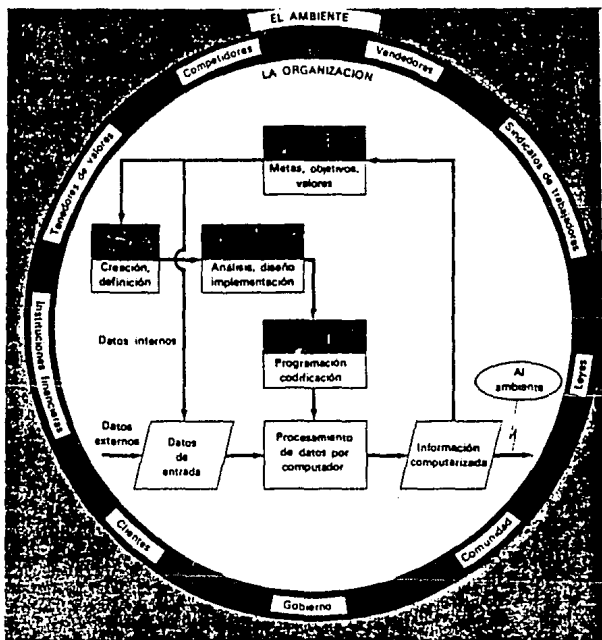 EL AMBIENTE
Competidores
Vendedores
LA ORGANIZACION
Tenedores de valores
Sindicatos de trabajadores
Metas, objetivos,
valores
Creación,
definición
Análisis, diseño
implementación
Datos internos
Programación
codificación
Instituciones financieras
Leyes
Al
ambiente
Datos
externos
Datos
de
entrada
Procesamiento
de datos por
computador
Información
computarizada
Clientes
Comunidad
Gobierno